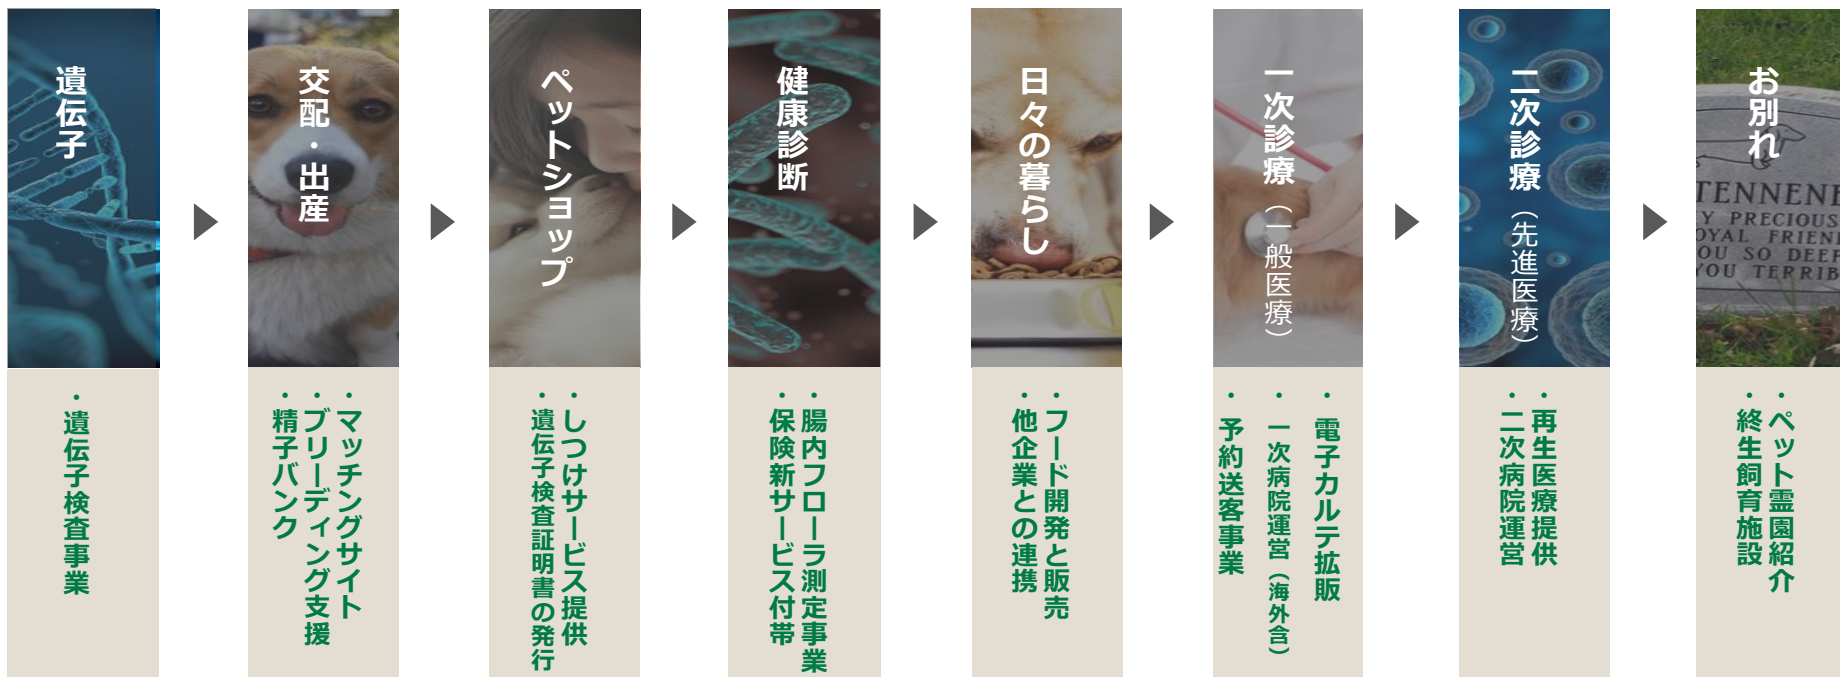 遺伝子
・遺伝子検査事業
交配・出産
・マッチングサイト
・ブリーディング支援
・精子バンク
ペットショップ
・しつけサービス提供
・遺伝子検査証明書の発行
健康診断
・腸内フローラ測定事業
・保険新サービス付帯
日々の暮らし
・フード開発と販売
・他企業との連携
一次診療（一般医療）
・電子カルテ拡販
・一次病院運営（海外含）
・予約送客事業
二次診療（先進医療）
・再生医療提供
・二次病院運営
お別れ
TENNENE
Y PRECIOUS
OYAL FRIEN
OU SO DEEP
YOU TERRIB
・ペット霊園紹介
・終生飼育施設